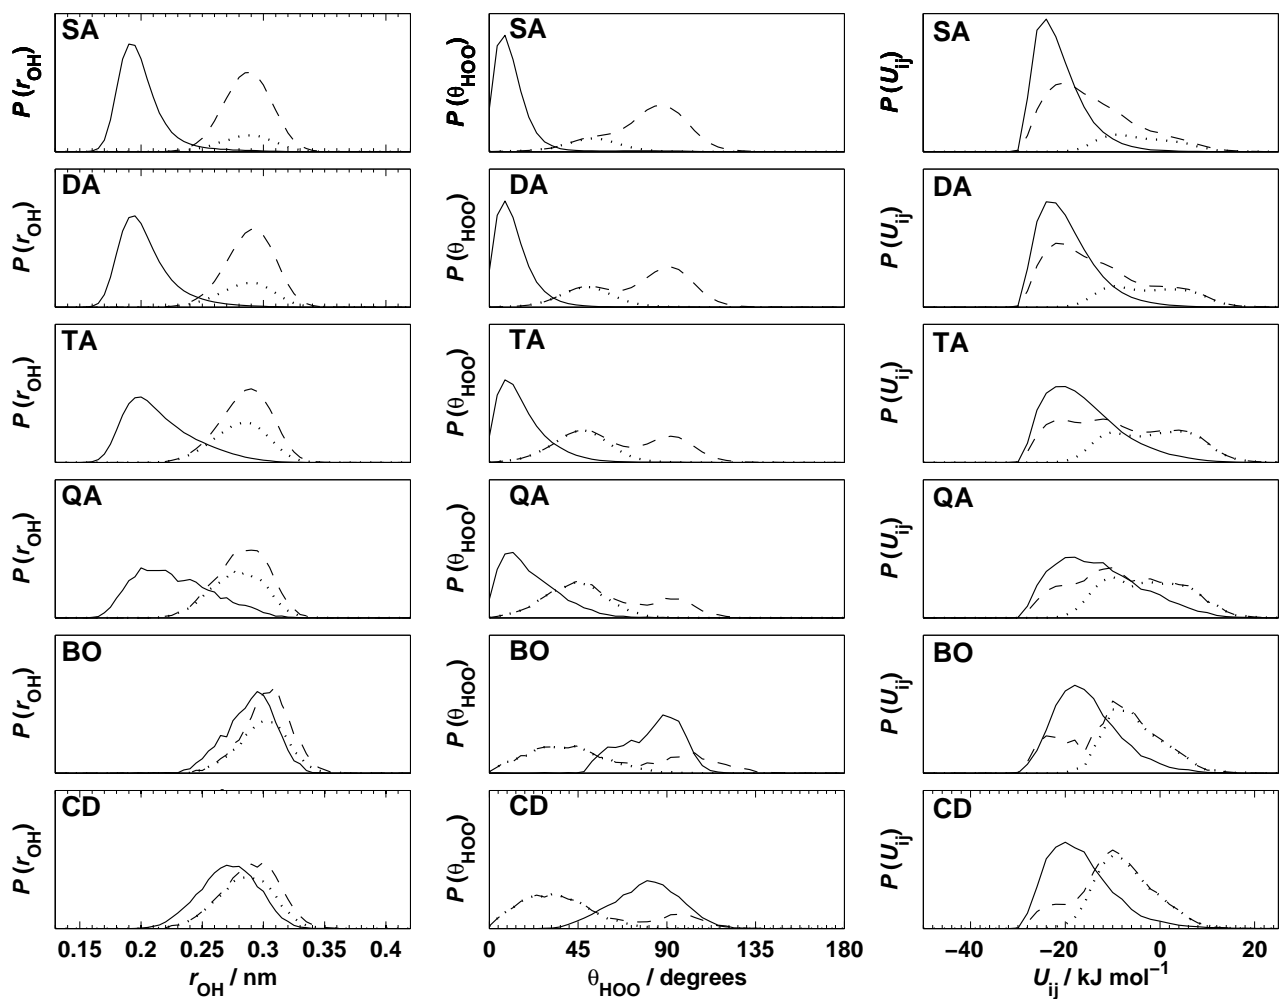 SA SA SA
P(r_OH) P(θ_HOO) P(U_ij)
DA DA DA
P(r_OH) P(θ_HOO) P(U_ij)
TA TA TA
P(r_OH) P(θ_HOO) P(U_ij)
QA QA QA
P(r_OH) P(θ_HOO) P(U_ij)
BO BO BO
P(r_OH) P(θ_HOO) P(U_ij)
CD CD CD
P(r_OH) P(θ_HOO) P(U_ij)
0.15 0.2 0.25 0.3 0.35 0.4 0 45 90 135 180 −40 −20 0 20
r_OH / nm θ_HOO / degrees U_ij / kJ mol⁻¹